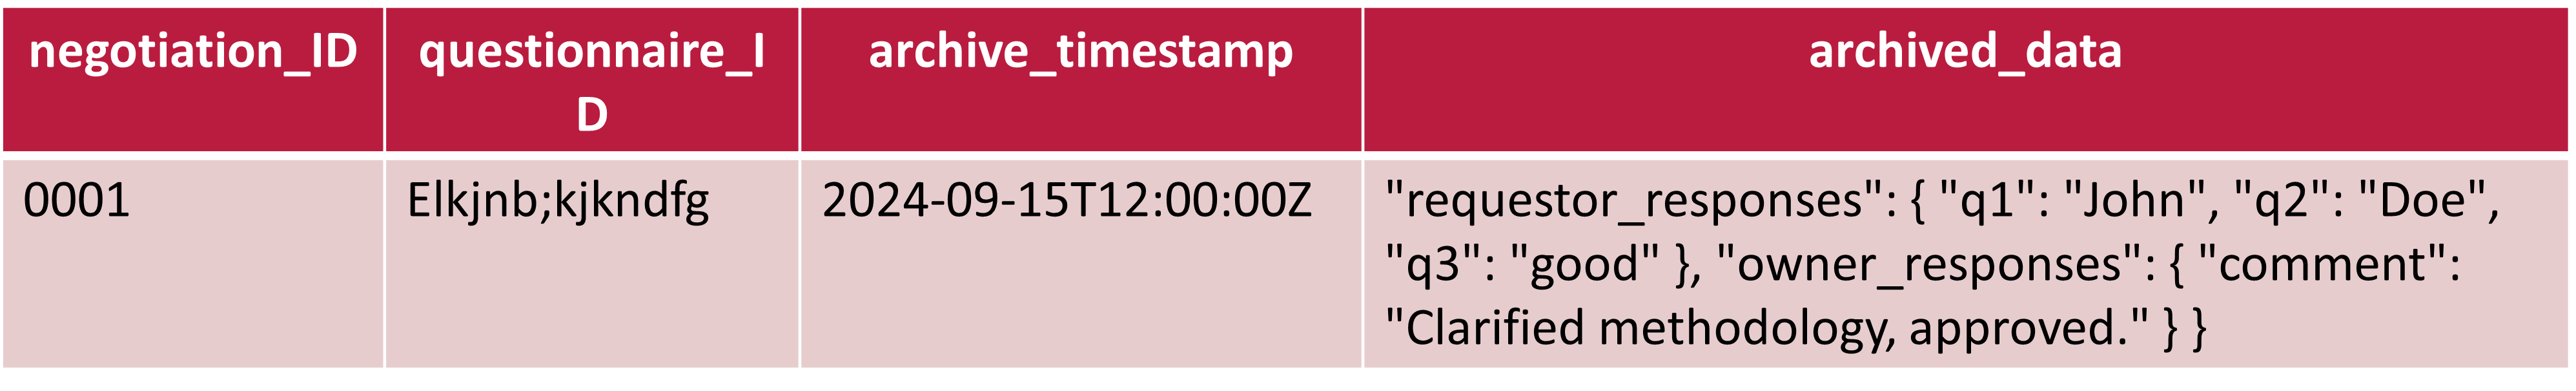 negotiation_ID
questionnaire_I
D
archive_timestamp
archived_data
0001
Elkjnb;kjkndfg
2024-09-15T12:00:00Z
"requestor_responses": { "q1": "John", "q2": "Doe",
"q3": "good" }, "owner_responses": { "comment":
"Clarified methodology, approved." } }